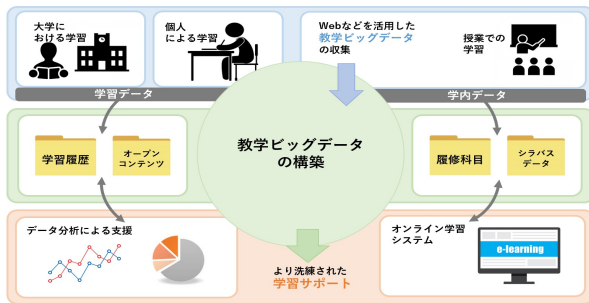 大学に
おける学習
個人
による学習
Webなどを活用した
教学ビッグデータ
の収集
授業での
学習
学習データ
学内データ
教学ビッグデータ
の構築
学習履歴
オープン
コンテンツ
履修科目
シラバス
データ
データ分析による支援
より洗練された
学習サポート
オンライン学習
システム
e-learning